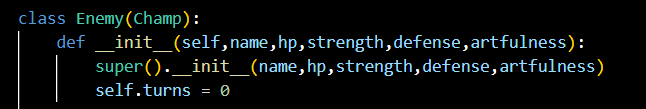 class Enemy(Champ):
    def __init__(self,name,hp,strength,defense,artfulness):
        super().__init__(name,hp,strength,defense,artfulness)
        self.turns = 0